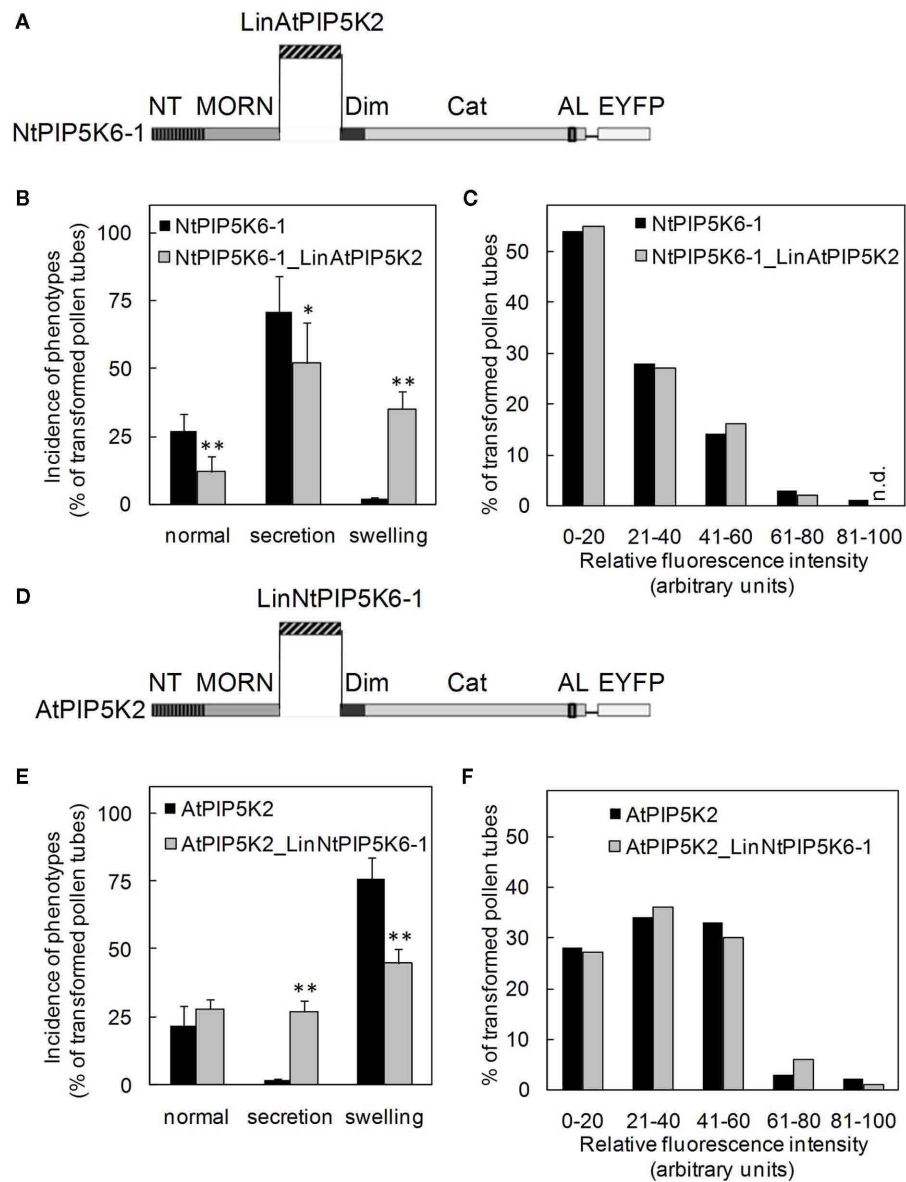 A
LinAtPIP5K2
NT MORN Dim Cat AL EYFP
NtPIP5K6-1
B
Incidence of phenotypes
(% of transformed pollen tubes)
100
75
50
25
0
NtPIP5K6-1
NtPIP5K6-1_LinAtPIP5K2
**
*
**
normal secretion swelling
C
% of transformed pollen tubes
50
40
30
20
10
0
NtPIP5K6-1
NtPIP5K6-1_LinAtPIP5K2
n.d.
0-20 21-40 41-60 61-80 81-100
Relative fluorescence intensity
(arbitrary units)
D
LinNtPIP5K6-1
NT MORN Dim Cat AL EYFP
AtPIP5K2
E
Incidence of phenotypes
(% of transformed pollen tubes)
100
75
50
25
0
AtPIP5K2
AtPIP5K2_LinNtPIP5K6-1
**
**
normal secretion swelling
F
% of transformed pollen tubes
50
40
30
20
10
0
AtPIP5K2
AtPIP5K2_LinNtPIP5K6-1
0-20 21-40 41-60 61-80 81-100
Relative fluorescence intensity
(arbitrary units)